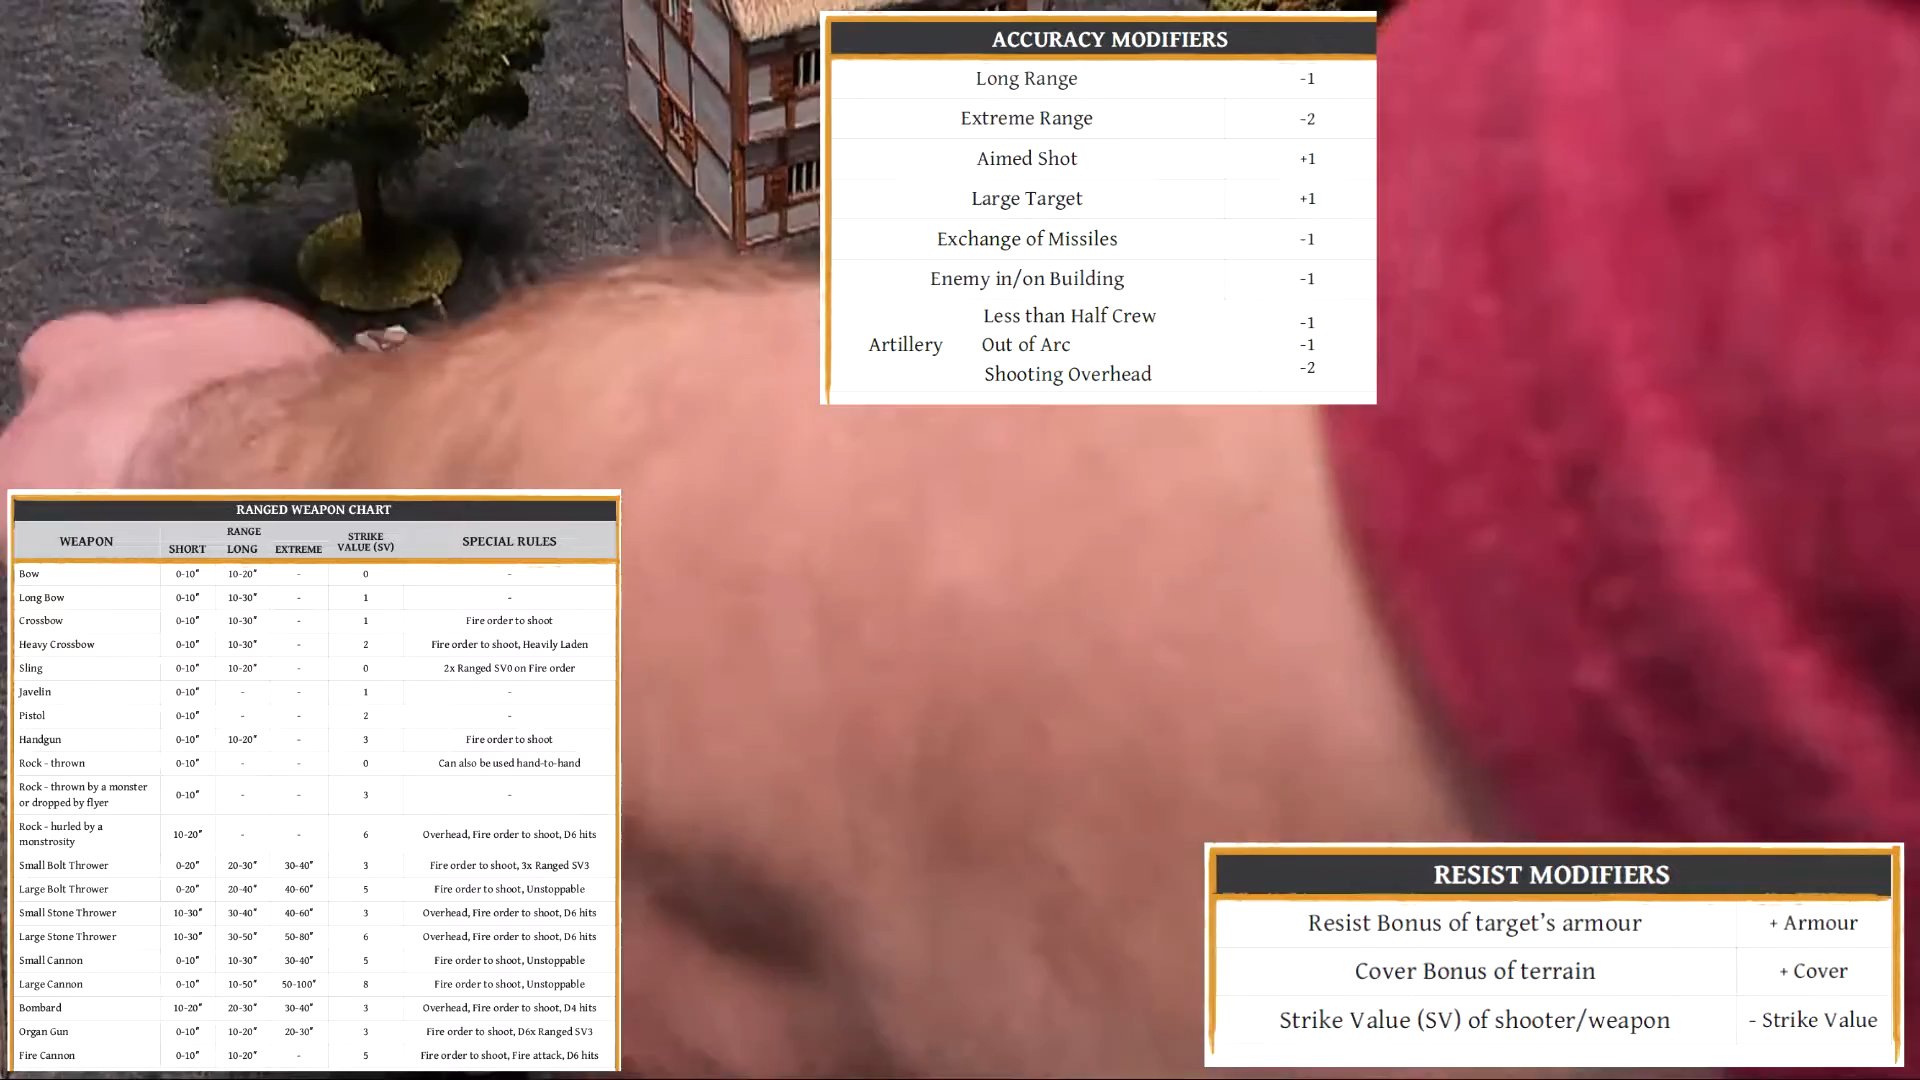 ACCURACY MODIFIERS
Long Range -1
Extreme Range -2
Aimed Shot +1
Large Target +1
Exchange of Missiles -1
Enemy in/on Building -1
Artillery
Less than Half Crew -1
Out of Arc -1
Shooting Overhead -2
RANGED WEAPON CHART
WEAPON RANGE STRIKE VALUE (SV) SPECIAL RULES
SHORT LONG EXTREME
Bow 0-10" 10-20" - 0 -
Long Bow 0-10" 10-30" - 1 -
Crossbow 0-10" 10-30" - 1 Fire order to shoot
Heavy Crossbow 0-10" 10-30" - 2 Fire order to shoot, Heavily Laden
Sling 0-10" 10-20" - 0 2x Ranged SV0 on Fire order
Javelin 0-10" - - 1 -
Pistol 0-10" - - 2 -
Handgun 0-10" 10-20" - 3 Fire order to shoot
Rock - thrown 0-10" - - 0 Can also be used hand-to-hand
Rock - thrown by a monster
or dropped by flyer 0-10" - - 3 -
Rock - hurled by a
monstrosity 10-20" - - 6 Overhead, Fire order to shoot, D6 hits
Small Bolt Thrower 0-20" 20-30" 30-40" 3 Fire order to shoot, 3x Ranged SV3
Large Bolt Thrower 0-20" 20-40" 40-60" 5 Fire order to shoot, Unstoppable
Small Stone Thrower 10-30" 30-40" 40-60" 3 Overhead, Fire order to shoot, D6 hits
Large Stone Thrower 10-30" 30-50" 50-80" 6 Overhead, Fire order to shoot, D6 hits
Small Cannon 0-10" 10-30" 30-40" 5 Fire order to shoot, Unstoppable
Large Cannon 0-10" 10-50" 50-100" 8 Fire order to shoot, Unstoppable
Bombard 10-20" 20-30" 30-40" 3 Overhead, Fire order to shoot, D4 hits
Organ Gun 0-10" 10-20" 20-30" 3 Fire order to shoot, D6x Ranged SV3
Fire Cannon 0-10" 10-20" - 5 Fire order to shoot, Fire attack, D6 hits
RESIST MODIFIERS
Resist Bonus of target's armour + Armour
Cover Bonus of terrain + Cover
Strike Value (SV) of shooter/weapon - Strike Value